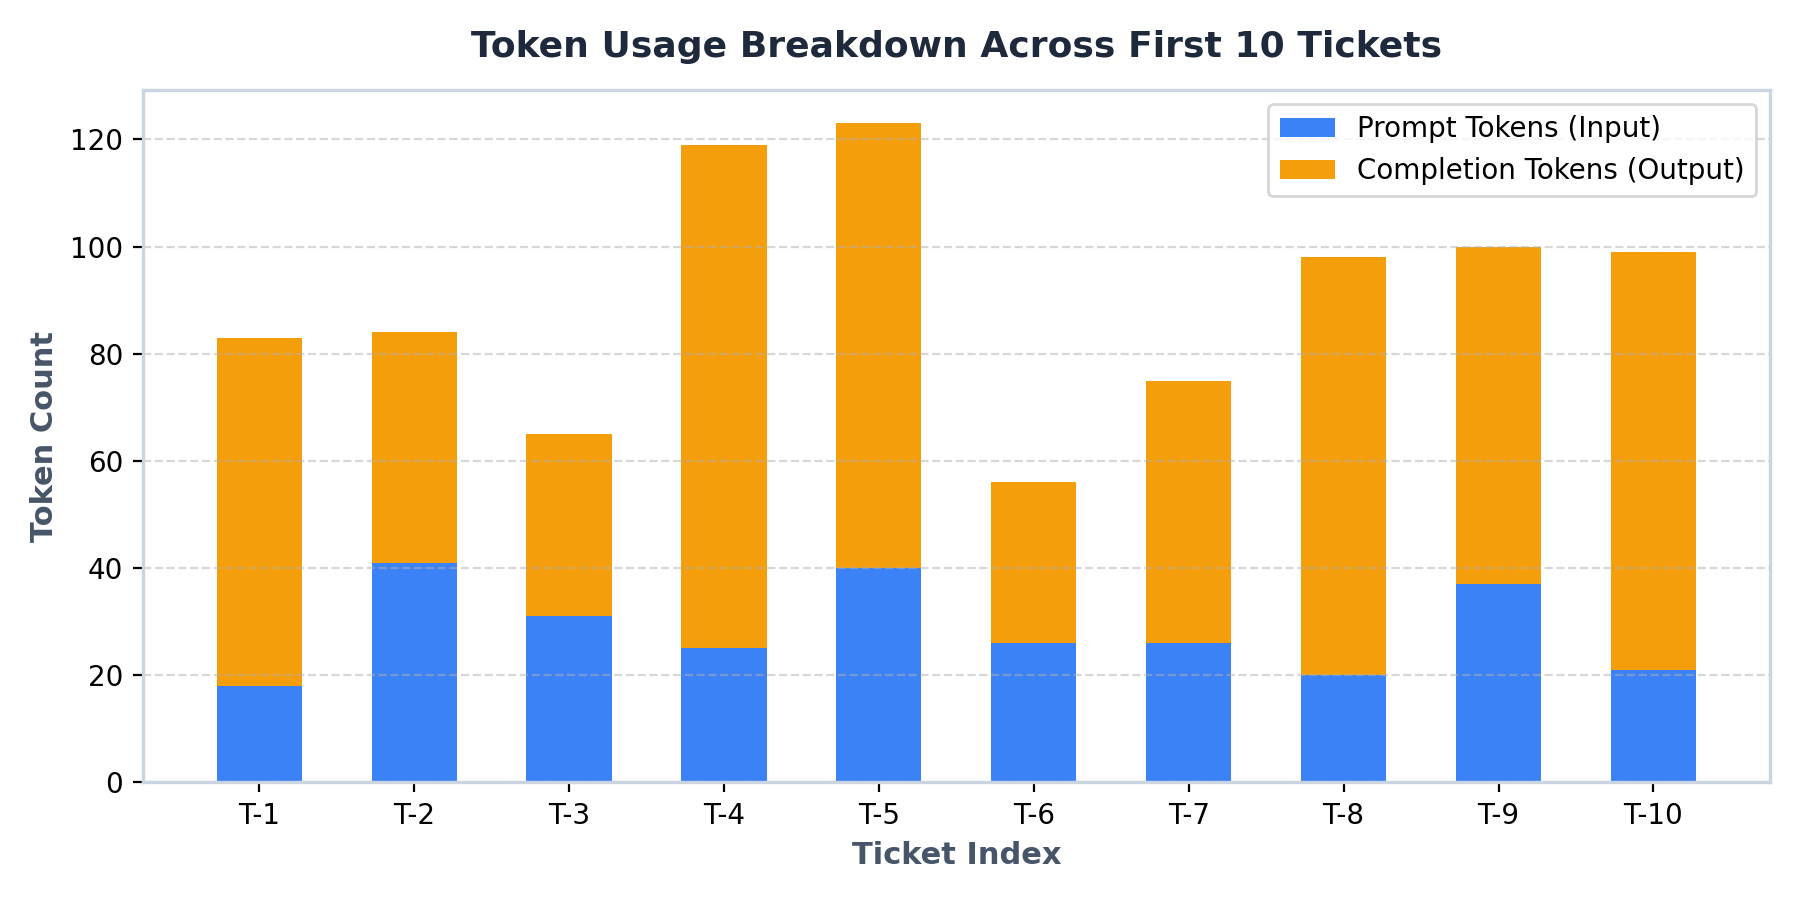 Token Usage Breakdown Across First 10 Tickets
Prompt Tokens (Input)
Completion Tokens (Output)
Token Count
120
100
80
60
40
20
0
T-1 T-2 T-3 T-4 T-5 T-6 T-7 T-8 T-9 T-10
Ticket Index